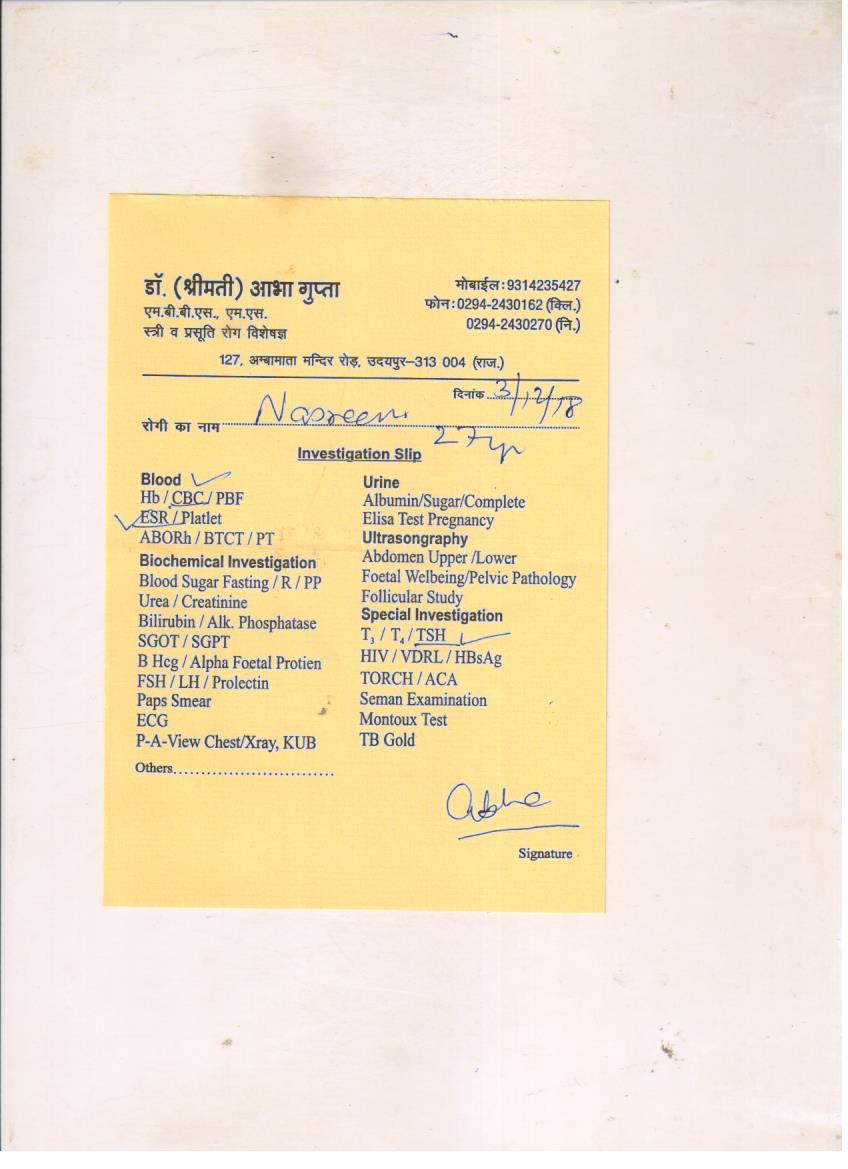 डॉ. (श्रीमती) आभा गुप्ता
एम.बी.बी.एस., एम.एस.
स्त्री व प्रसूति रोग विशेषज्ञ
मोबाईल:9314235427
फोन:0294-2430162 (क्लि.)
0294-2430270 (नि.)
127, अम्बामाता मन्दिर रोड़, उदयपुर–313 004 (राज.)
दिनांक 3/12/18
रोगी का नाम Nasreen
27 yr
Investigation Slip
Blood
Hb / CBC / PBF
ESR / Platlet
ABORh / BTCT / PT
Biochemical Investigation
Blood Sugar Fasting / R / PP
Urea / Creatinine
Bilirubin / Alk. Phosphatase
SGOT / SGPT
B Hcg / Alpha Foetal Protien
FSH / LH / Prolectin
Paps Smear
ECG
P-A-View Chest/Xray, KUB
Others..............................
Urine
Albumin/Sugar/Complete
Elisa Test Pregnancy
Ultrasongraphy
Abdomen Upper /Lower
Foetal Welbeing/Pelvic Pathology
Follicular Study
Special Investigation
T₃ / T₄ / TSH
HIV / VDRL / HBsAg
TORCH / ACA
Seman Examination
Montoux Test
TB Gold
Abha
Signature